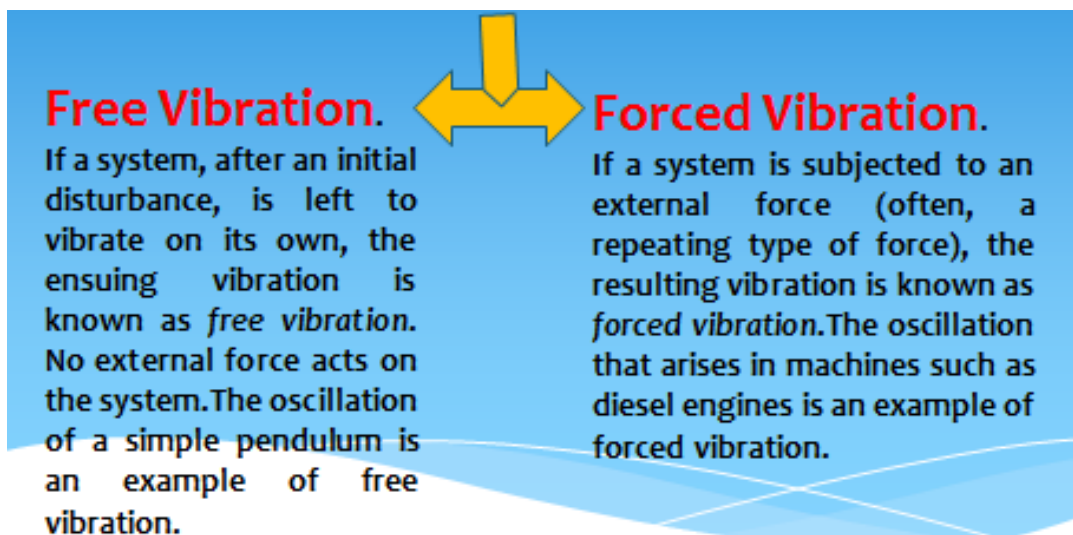 Free Vibration.
If a system, after an initial
disturbance, is left to
vibrate on its own, the
ensuing vibration is
known as free vibration.
No external force acts on
the system.The oscillation
of a simple pendulum is
an example of free
vibration.
Forced Vibration.
If a system is subjected to an
external force (often, a
repeating type of force), the
resulting vibration is known as
forced vibration.The oscillation
that arises in machines such as
diesel engines is an example of
forced vibration.